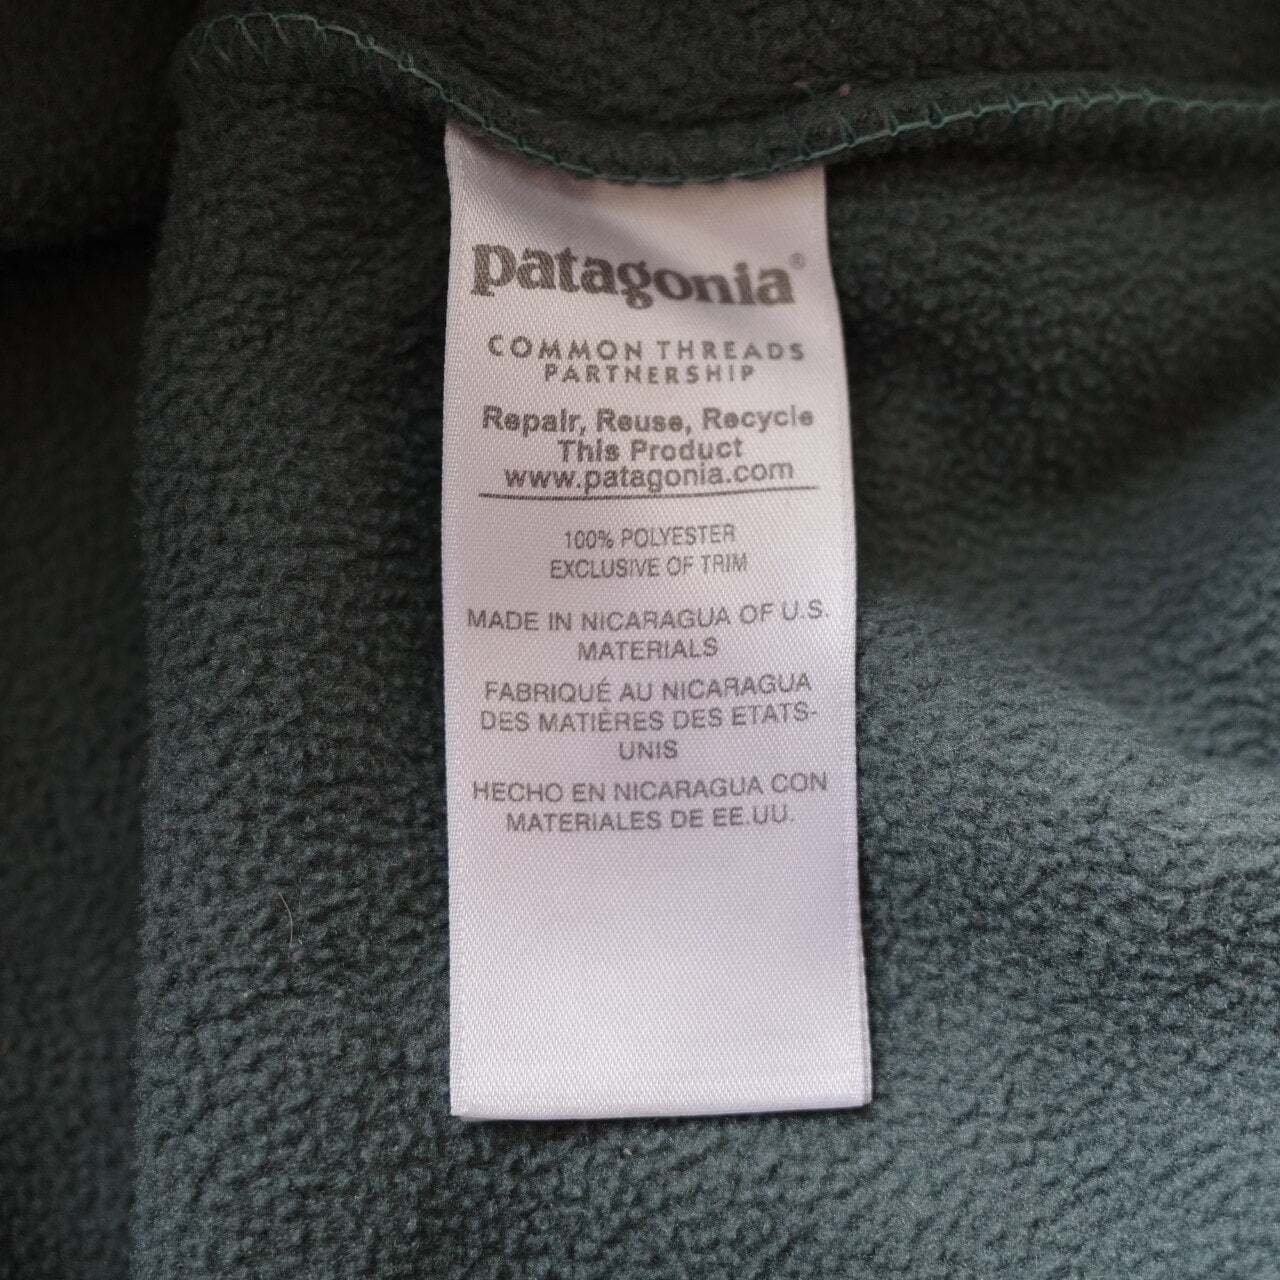 patagonia®
COMMON THREADS
PARTNERSHIP
Repair, Reuse, Recycle
This Product
www.patagonia.com
100% POLYESTER
EXCLUSIVE OF TRIM
MADE IN NICARAGUA OF U.S.
MATERIALS
FABRIQUÉ AU NICARAGUA
DES MATIÈRES DES ETATS-
UNIS
HECHO EN NICARAGUA CON
MATERIALES DE EE.UU.